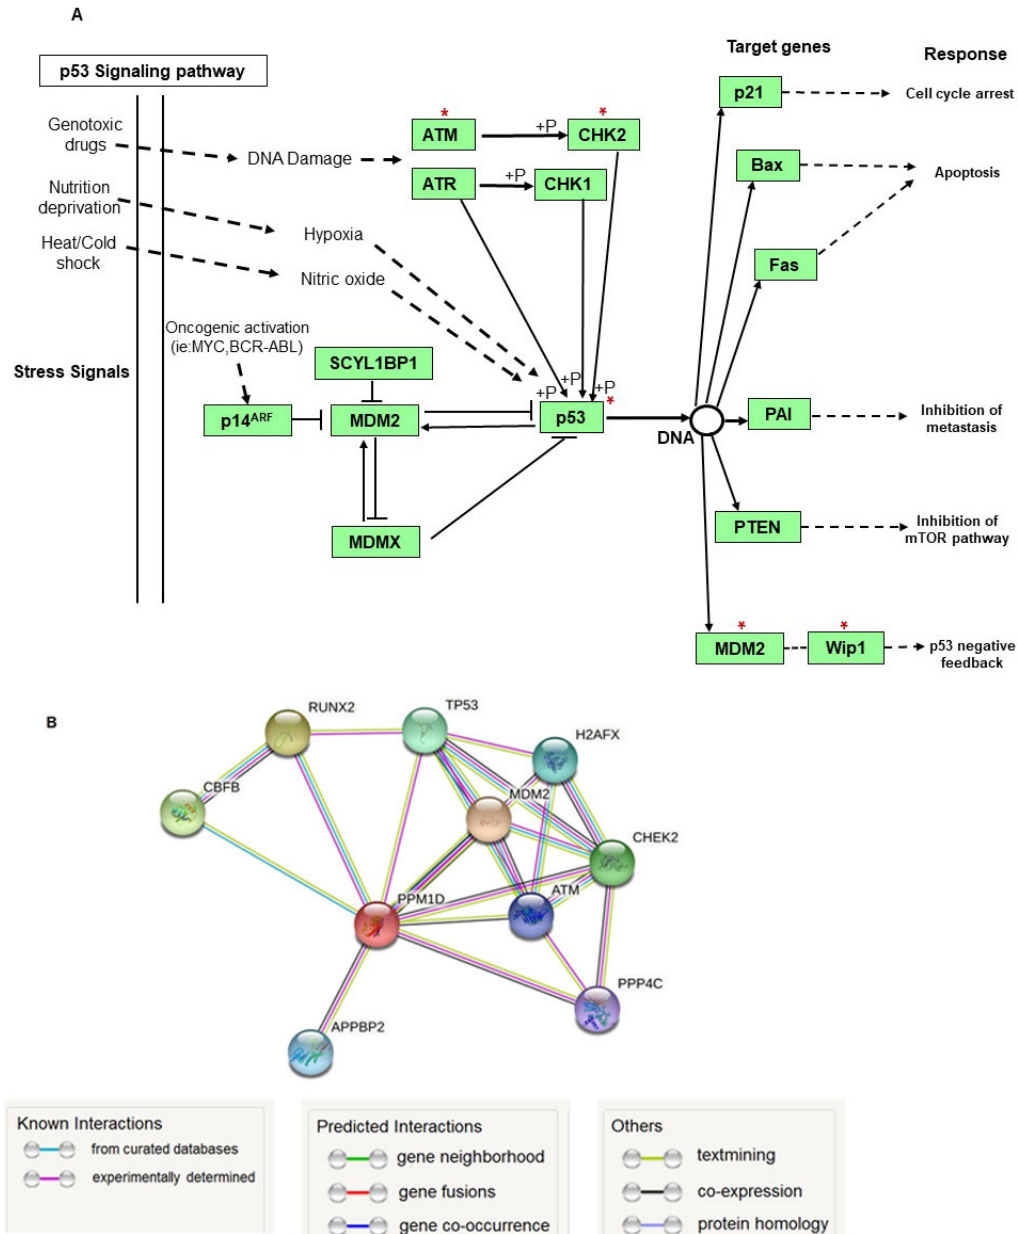 A
p53 Signaling pathway
Target genes
Response
Genotoxic
drugs
DNA Damage
Nutrition
deprivation
Hypoxia
Heat/Cold
shock
Nitric oxide
Stress Signals
Oncogenic activation
(ie:MYC,BCR-ABL)
*
ATM
+P
*
CHK2
ATR
+P
CHK1
SCYL1BP1
p14ARF
MDM2
MDMX
+P
+P
+P
*
p53
DNA
p21
Cell cycle arrest
Bax
Apoptosis
Fas
PAI
Inhibition of
metastasis
PTEN
Inhibition of
mTOR pathway
*
MDM2
*
Wip1
p53 negative
feedback
B
RUNX2
TP53
H2AFX
CBFB
MDM2
CHEK2
PPM1D
ATM
PPP4C
APPBP2
Known Interactions
from curated databases
experimentally determined
Predicted Interactions
gene neighborhood
gene fusions
gene co-occurrence
Others
textmining
co-expression
protein homology